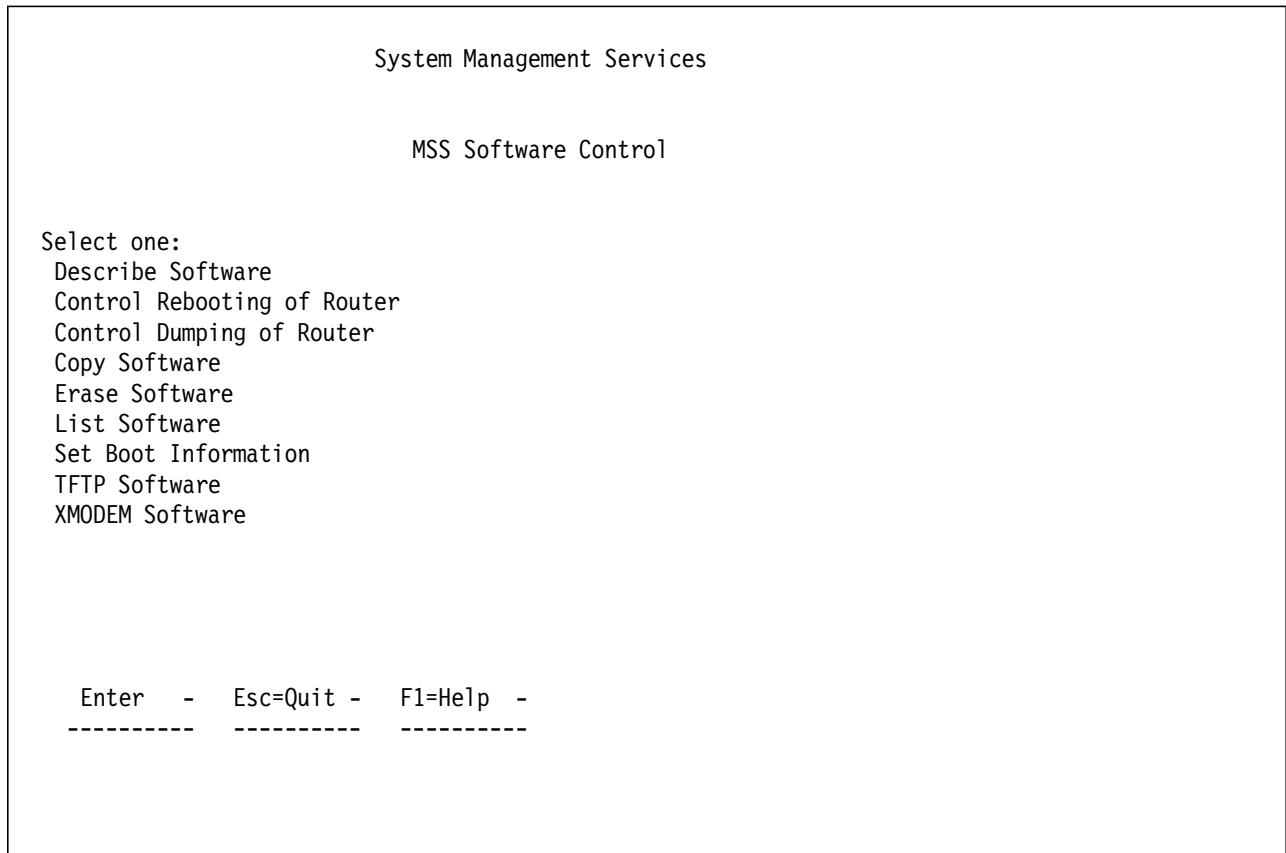 System Management Services
MSS Software Control
Select one:
Describe Software
Control Rebooting of Router
Control Dumping of Router
Copy Software
Erase Software
List Software
Set Boot Information
TFTP Software
XMODEM Software
Enter - Esc=Quit - F1=Help -
---------- ---------- ----------